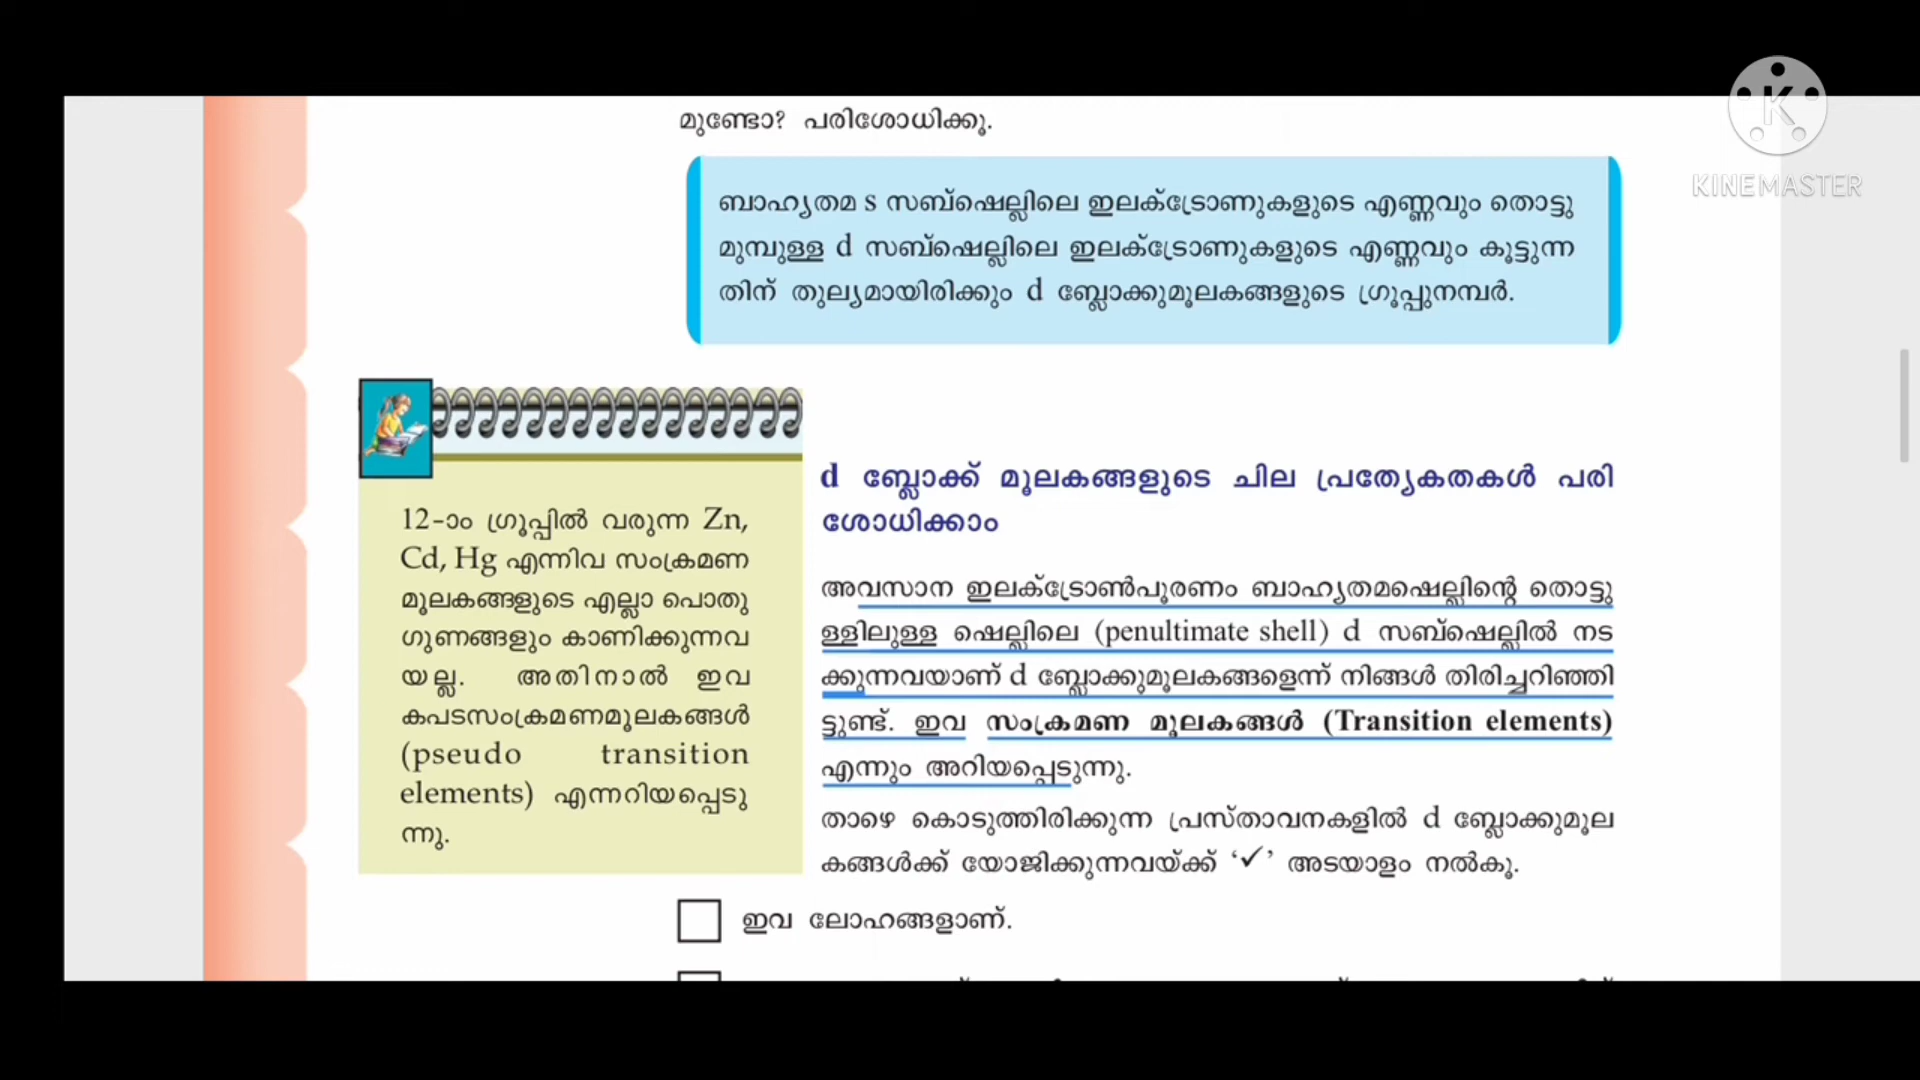 മുണ്ടോ? പരിശോധിക്കൂ.
KINEMASTER
ബാഹ്യതമ s സബ്ഷെല്ലിലെ ഇലക്ട്രോണുകളുടെ എണ്ണവും തൊട്ടു
മുമ്പുള്ള d സബ്ഷെല്ലിലെ ഇലക്ട്രോണുകളുടെ എണ്ണവും കൂട്ടുന്ന
തിന് തുല്യമായിരിക്കും d ബ്ലോക്കുമൂലകങ്ങളുടെ ഗ്രൂപ്പുനമ്പർ.
12-ാം ഗ്രൂപ്പിൽ വരുന്ന Zn,
Cd, Hg എന്നിവ സംക്രമണ
മൂലകങ്ങളുടെ എല്ലാ പൊതു
ഗുണങ്ങളും കാണിക്കുന്നവ
യല്ല. അതിനാൽ ഇവ
കപടസംക്രമണമൂലകങ്ങൾ
(pseudo transition
elements) എന്നറിയപ്പെടു
ന്നു.
d ബ്ലോക്ക് മൂലകങ്ങളുടെ ചില പ്രത്യേകതകൾ പരി
ശോധിക്കാം
അവസാന ഇലക്ട്രോൺപൂരണം ബാഹ്യതമഷെല്ലിന്റെ തൊട്ടു
ള്ളിലുള്ള ഷെല്ലിലെ (penultimate shell) d സബ്ഷെല്ലിൽ നട
ക്കുന്നവയാണ് d ബ്ലോക്കുമൂലകങ്ങളെന്ന് നിങ്ങൾ തിരിച്ചറിഞ്ഞി
ട്ടുണ്ട്. ഇവ സംക്രമണ മൂലകങ്ങൾ (Transition elements)
എന്നും അറിയപ്പെടുന്നു.
താഴെ കൊടുത്തിരിക്കുന്ന പ്രസ്താവനകളിൽ d ബ്ലോക്കുമൂല
കങ്ങൾക്ക് യോജിക്കുന്നവയ്ക്ക് ‘✓’ അടയാളം നൽകൂ.
ഇവ ലോഹങ്ങളാണ്.